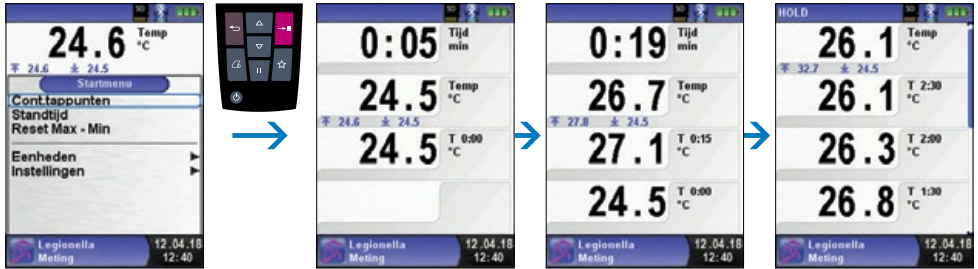 SD
24.6 Temp °C
24.6 24.5
Startmenu
Cont.tappunten
Standtijd
Reset Max - Min
Eenheden
Instellingen
Legionella 12.04.18
Meting 12:40
SD
0:05 Tijd min
24.5 Temp °C
24.6 24.5
24.5 T 0:00 °C
Legionella 12.04.18
Meting 12:40
SD
0:19 Tijd min
26.7 Temp °C
27.8 24.5
27.1 T 0:15 °C
24.5 T 0:00 °C
Legionella 12.04.18
Meting 12:40
HOLD SD
26.1 Temp °C
32.7 24.5
26.1 T 2:30 °C
26.3 T 2:00 °C
26.8 T 1:30 °C
Legionella 12.04.18
Meting 12:40